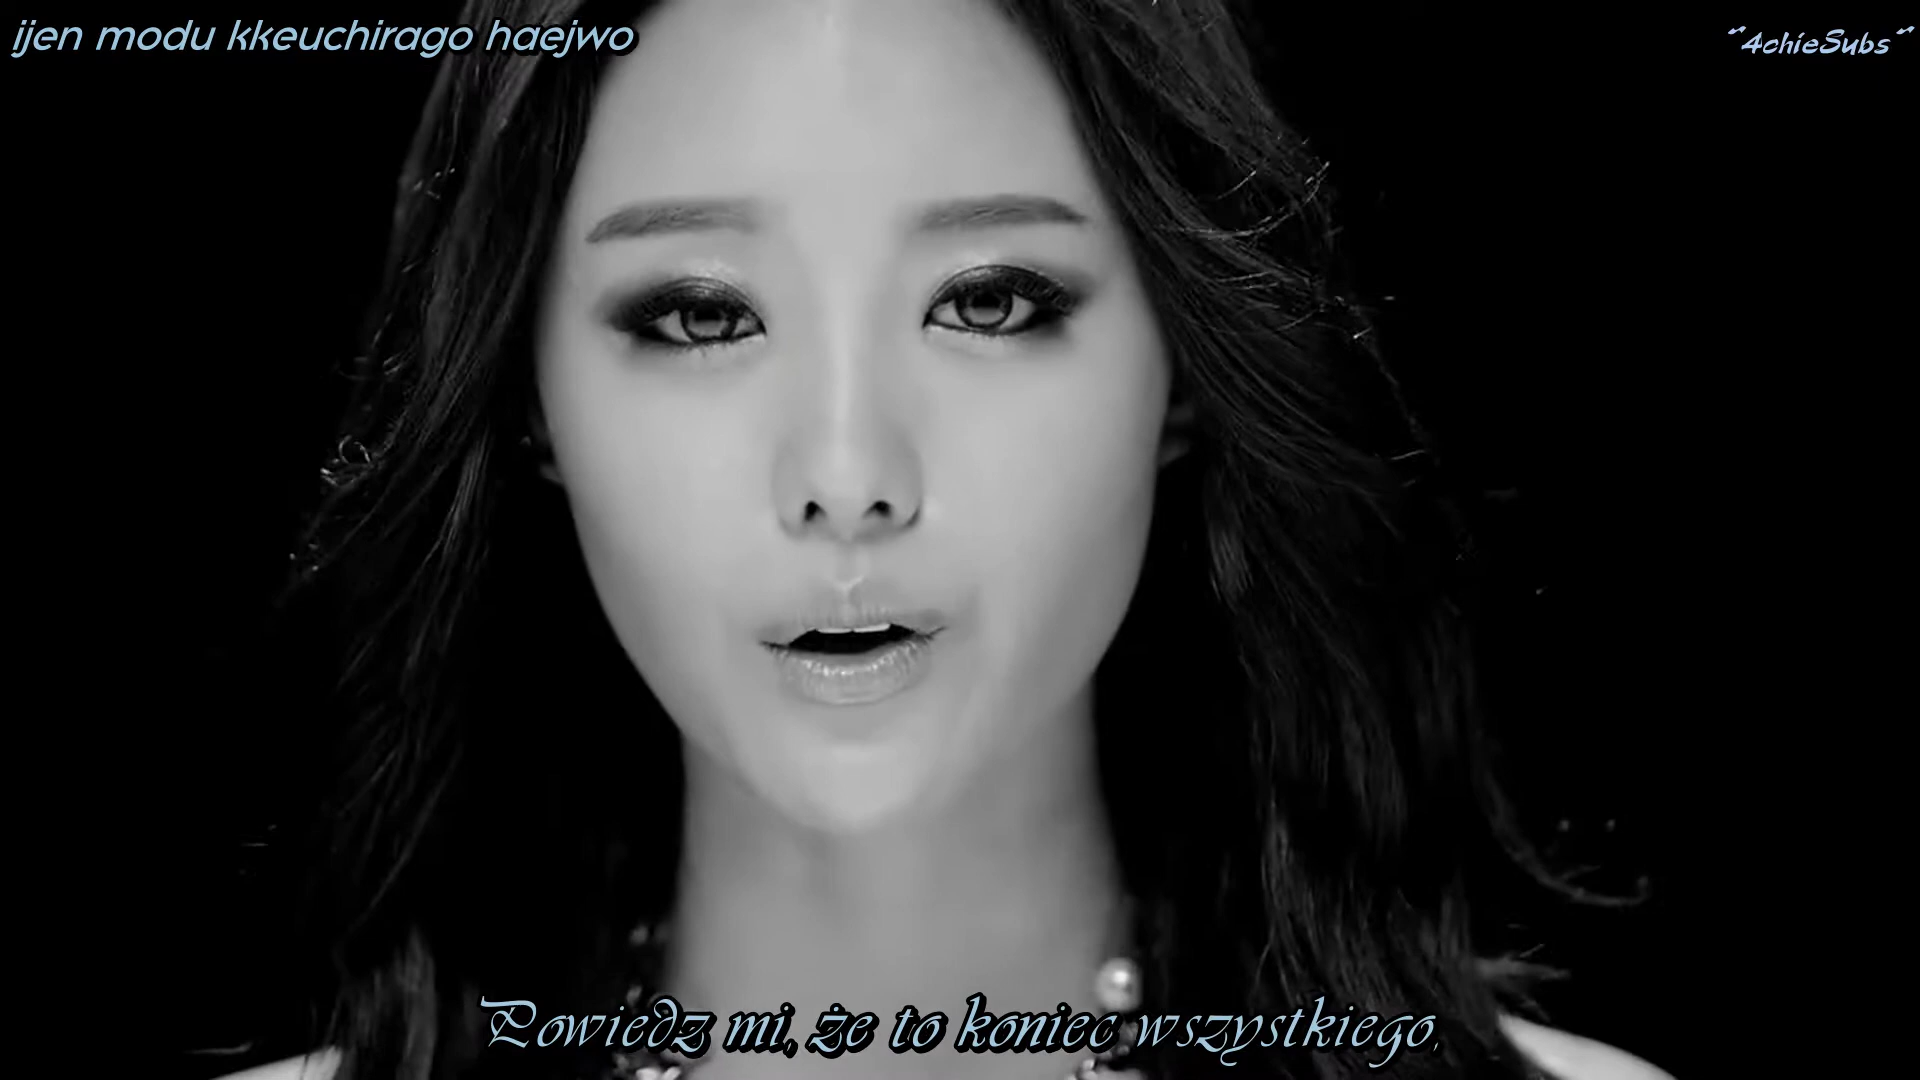 ijen modu kkeuchirago haejwo
~4chieSubs~
Powiedz mi, że to koniec wszystkiego,